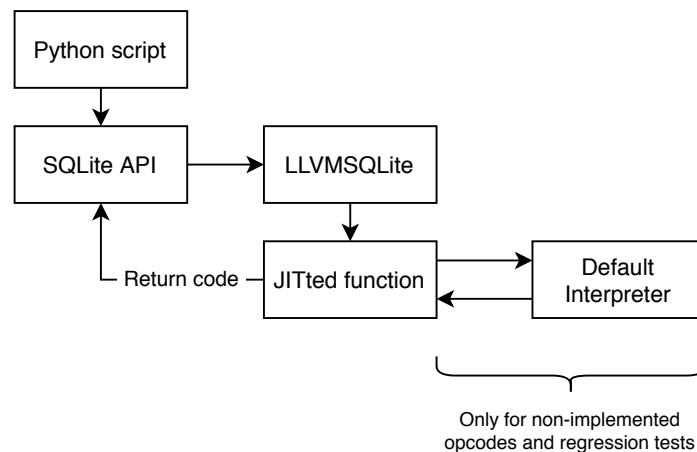 Python script
SQLite API
LLVMSQLite
Return code
JITted function
Default
Interpreter
Only for non-implemented
opcodes and regression tests